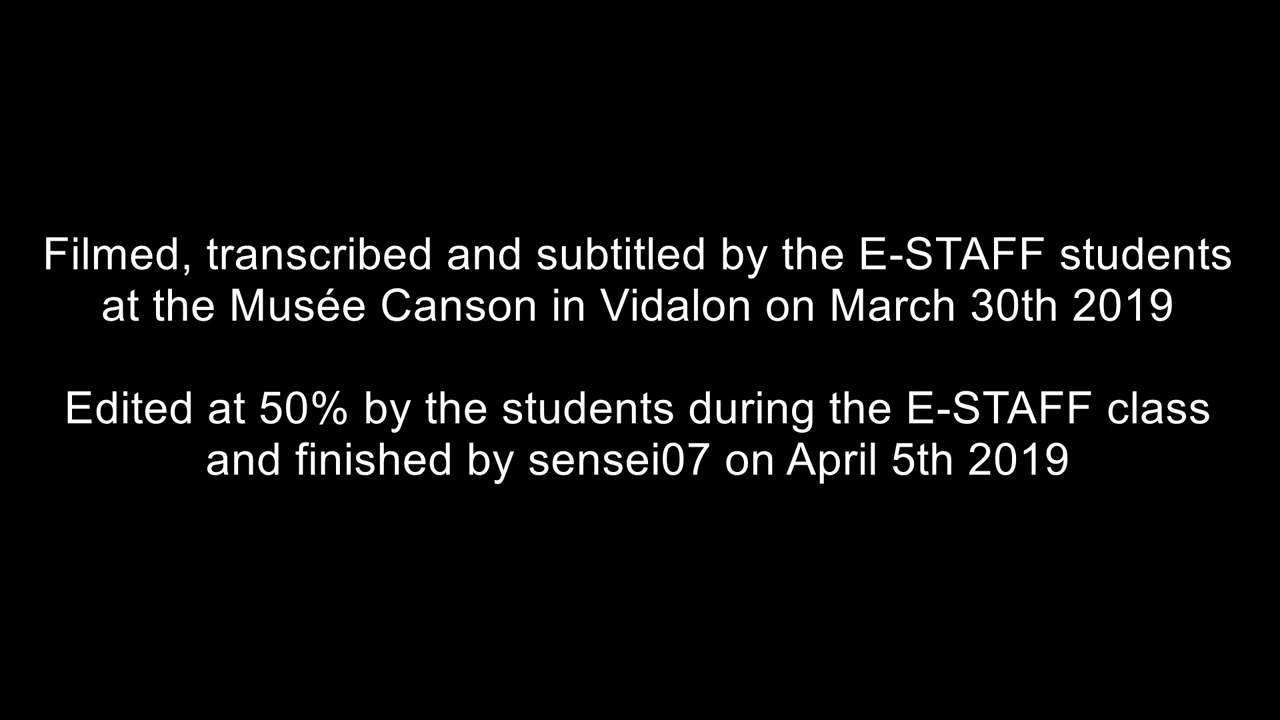 Filmed, transcribed and subtitled by the E-STAFF students
at the Musée Canson in Vidalon on March 30th 2019
Edited at 50% by the students during the E-STAFF class
and finished by sensei07 on April 5th 2019